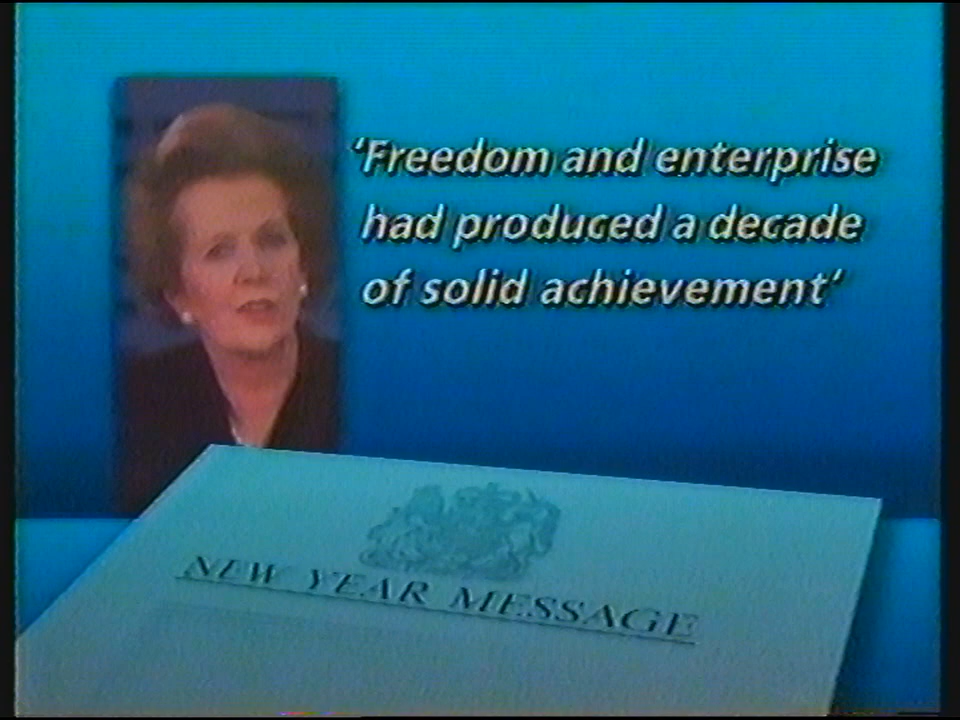 ‘Freedom and enterprise
had produced a decade
of solid achievement’
NEW YEAR MESSAGE